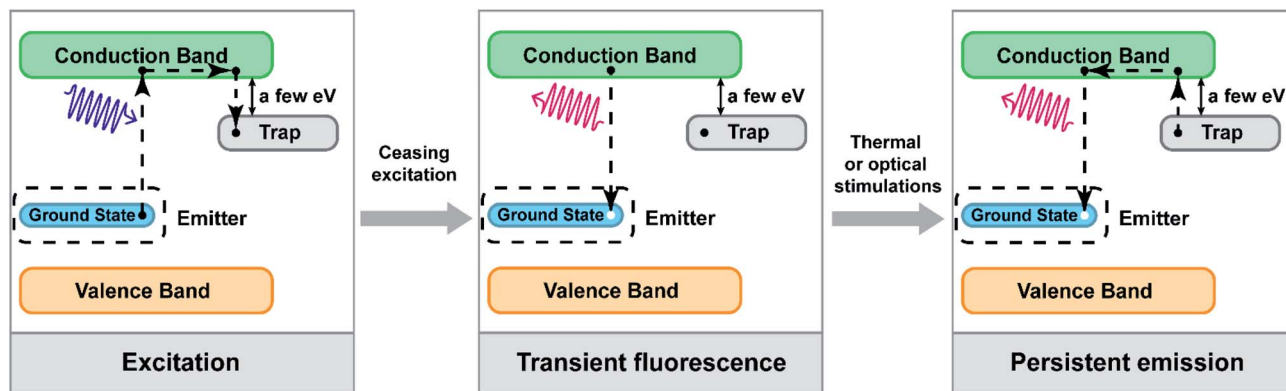 Conduction Band
a few eV
Trap
Ground State
Emitter
Valence Band
Excitation
Ceasing
excitation
Conduction Band
Trap
Ground State
Emitter
Valence Band
Transient fluorescence
Thermal
or optical
stimulations
Conduction Band
a few eV
Trap
Ground State
Emitter
Valence Band
Persistent emission